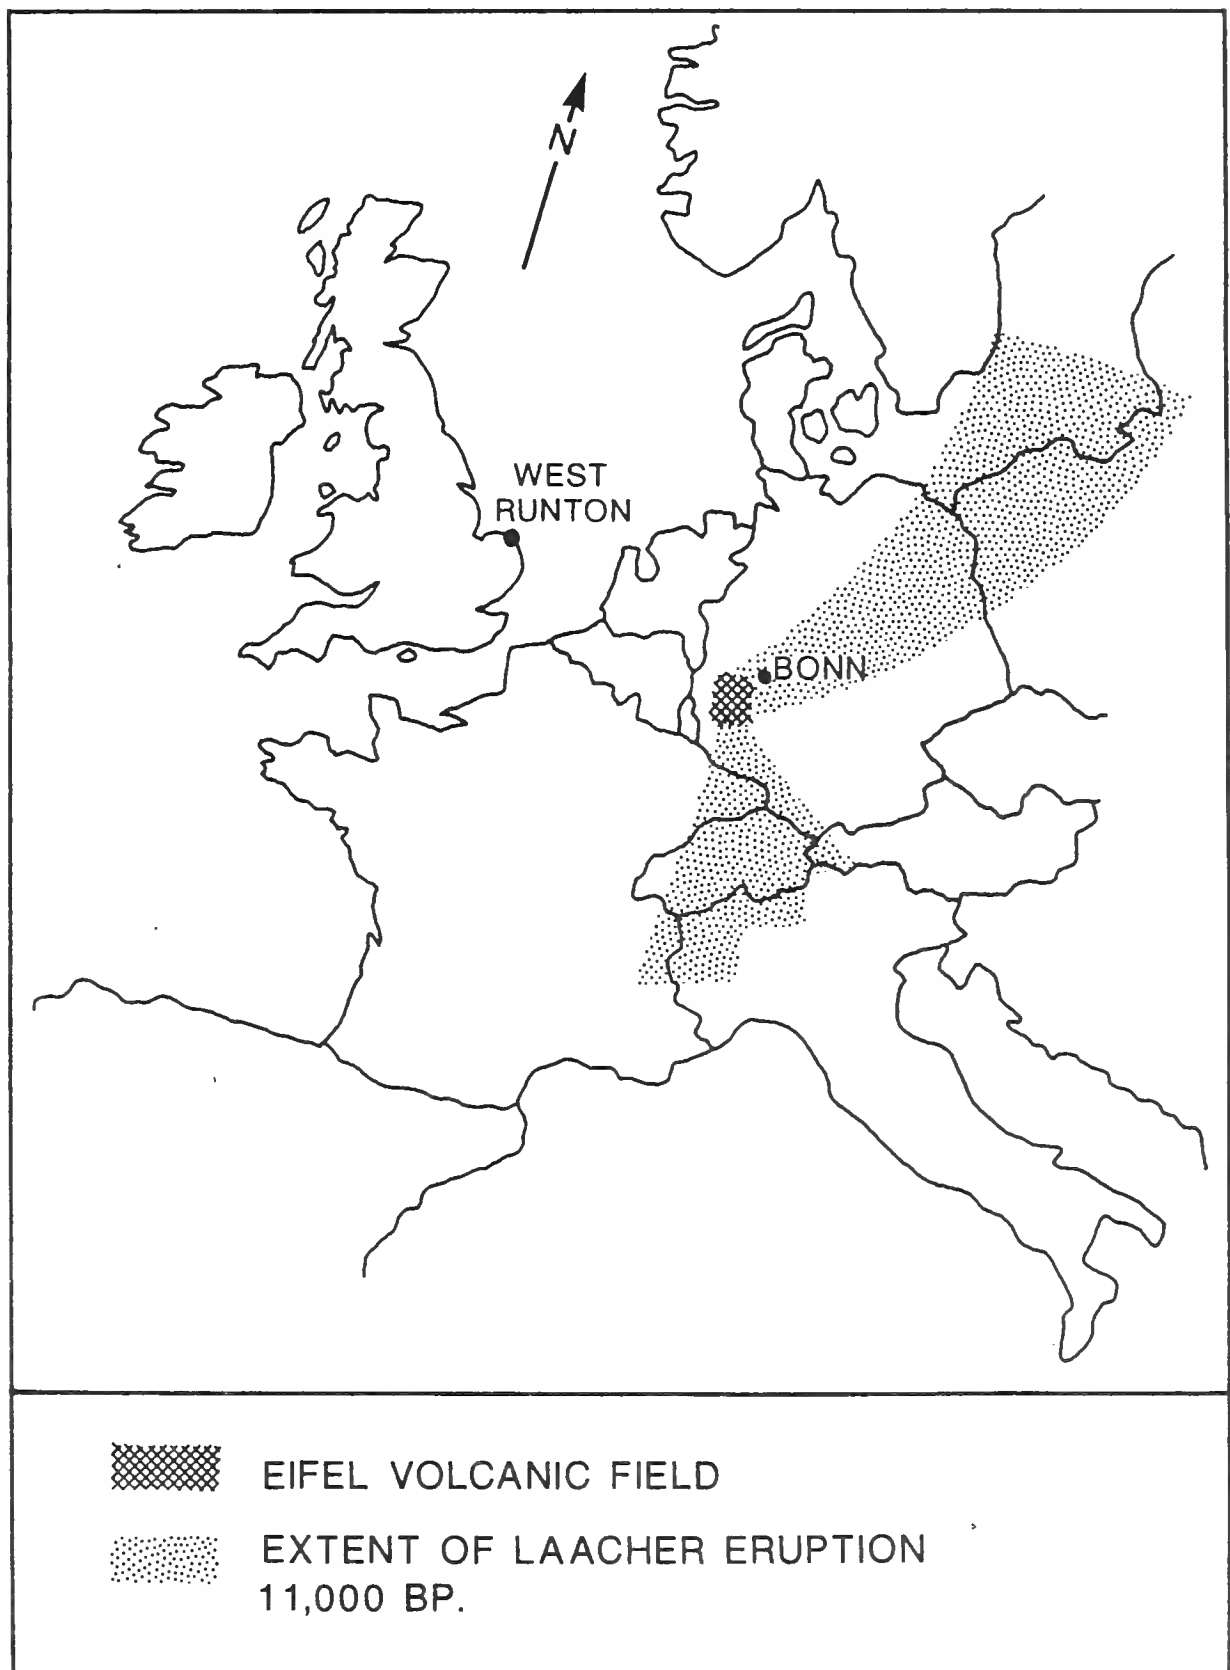 N
WEST
RUNTON
BONN
EIFEL VOLCANIC FIELD
EXTENT OF LAACHER ERUPTION
11,000 BP.